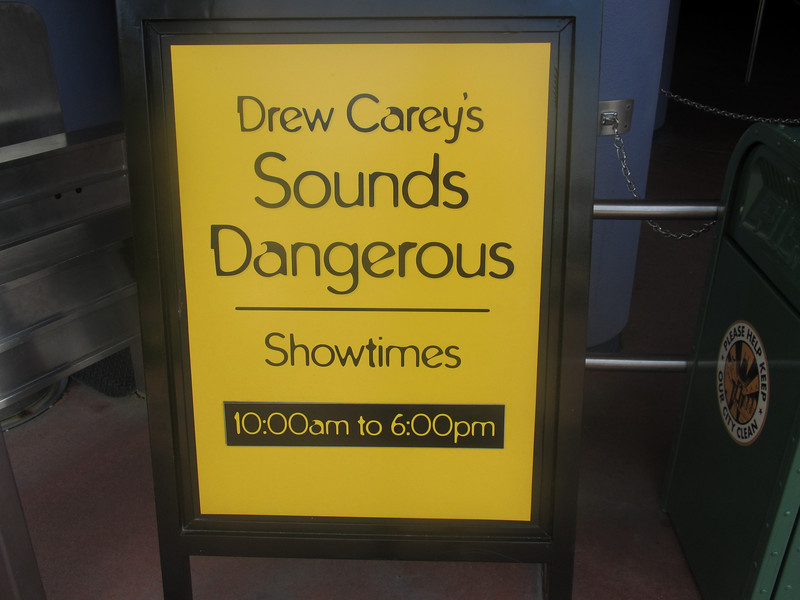 Drew Carey's
Sounds
Dangerous
Showtimes
10:00am to 6:00pm
PLEASE HELP KEEP
OUR CITY CLEAN